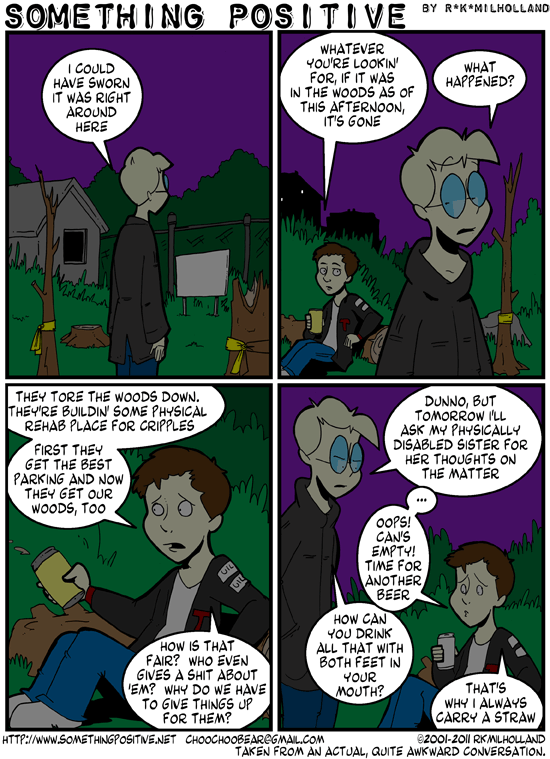 SOMETHING POSITIVE BY R*K*MILHOLLAND
I COULD
HAVE SWORN
IT WAS RIGHT
AROUND
HERE
WHATEVER
YOU'RE LOOKIN'
FOR, IF IT WAS
IN THE WOODS AS OF
THIS AFTERNOON,
IT'S GONE
WHAT
HAPPENED?
T
THEY TORE THE WOODS DOWN.
THEY'RE BUILDIN' SOME PHYSICAL
REHAB PLACE FOR CRIPPLES
FIRST THEY
GET THE BEST
PARKING AND NOW
THEY GET OUR
WOODS, TOO
HOW IS THAT
FAIR? WHO EVEN
GIVES A SHIT ABOUT
'EM? WHY DO WE HAVE
TO GIVE THINGS UP
FOR THEM?
T
DUNNO, BUT
TOMORROW I'LL
ASK MY PHYSICALLY
DISABLED SISTER FOR
HER THOUGHTS ON
THE MATTER
...
OOPS!
CAN'S
EMPTY!
TIME FOR
ANOTHER
BEER
HOW CAN
YOU DRINK
ALL THAT WITH
BOTH FEET IN
YOUR
MOUTH?
THAT'S
WHY I ALWAYS
CARRY A STRAW
HTTP://WWW.SOMETHINGPOSITIVE.NET CHOOCHOOBEAR@GMAIL.COM ©2001-2011 RKMILHOLLAND
TAKEN FROM AN ACTUAL, QUITE AWKWARD CONVERSATION.